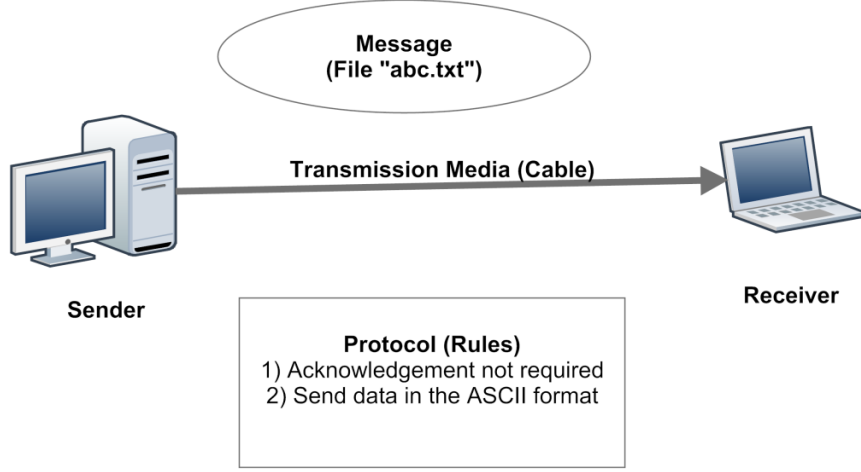 Message
(File "abc.txt")
Transmission Media (Cable)
Sender
Receiver
Protocol (Rules)
1) Acknowledgement not required
2) Send data in the ASCII format